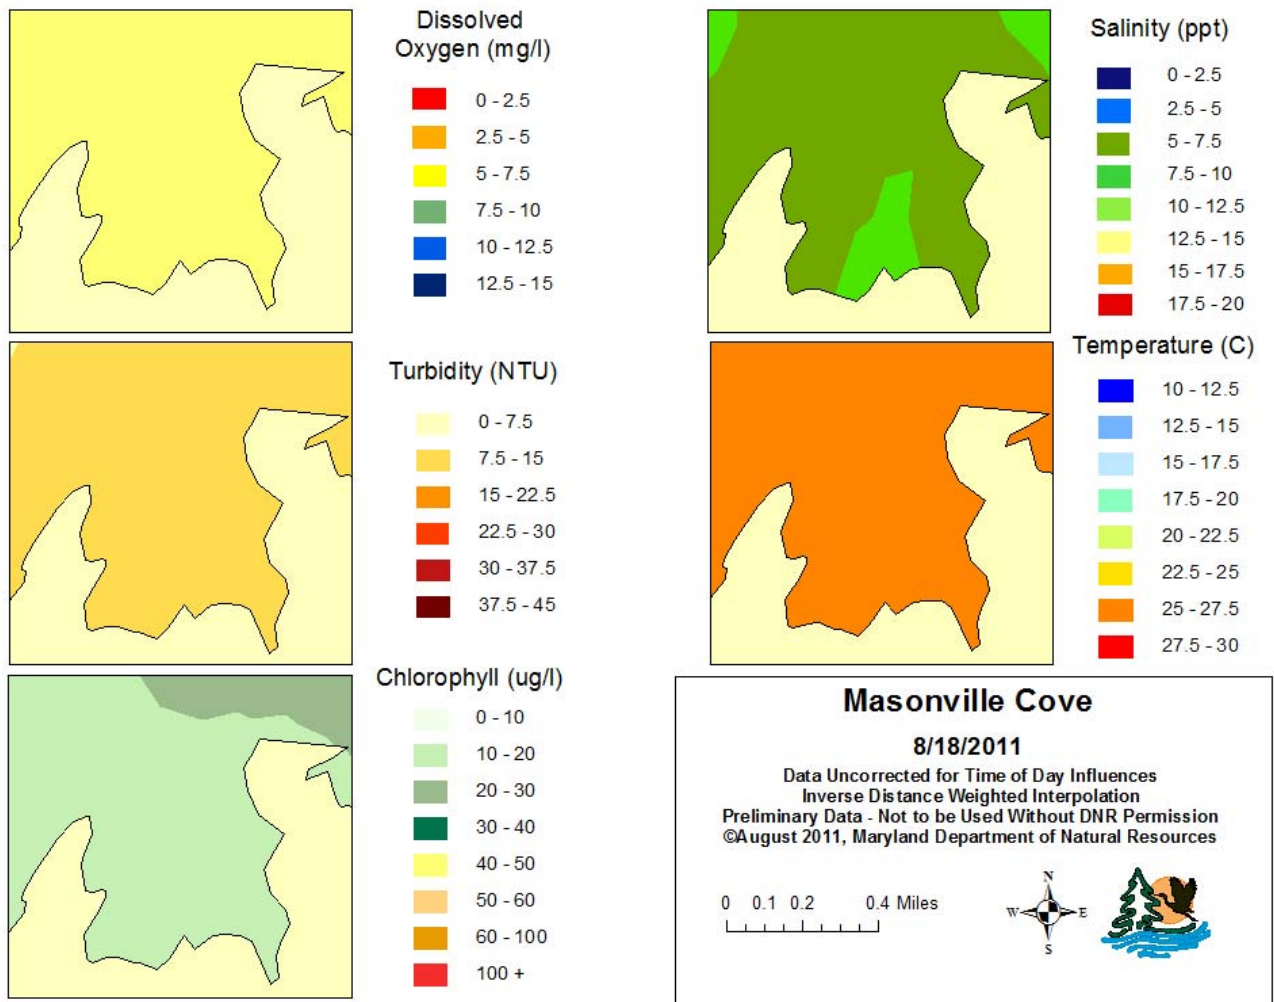 Dissolved
Oxygen (mg/l)
0 - 2.5
2.5 - 5
5 - 7.5
7.5 - 10
10 - 12.5
12.5 - 15
Salinity (ppt)
0 - 2.5
2.5 - 5
5 - 7.5
7.5 - 10
10 - 12.5
12.5 - 15
15 - 17.5
17.5 - 20
Turbidity (NTU)
0 - 7.5
7.5 - 15
15 - 22.5
22.5 - 30
30 - 37.5
37.5 - 45
Temperature (C)
10 - 12.5
12.5 - 15
15 - 17.5
17.5 - 20
20 - 22.5
22.5 - 25
25 - 27.5
27.5 - 30
Chlorophyll (ug/l)
0 - 10
10 - 20
20 - 30
30 - 40
40 - 50
50 - 60
60 - 100
100 +
Masonville Cove
8/18/2011
Data Uncorrected for Time of Day Influences
Inverse Distance Weighted Interpolation
Preliminary Data - Not to be Used Without DNR Permission
©August 2011, Maryland Department of Natural Resources
0 0.1 0.2 0.4 Miles
N
W E
S